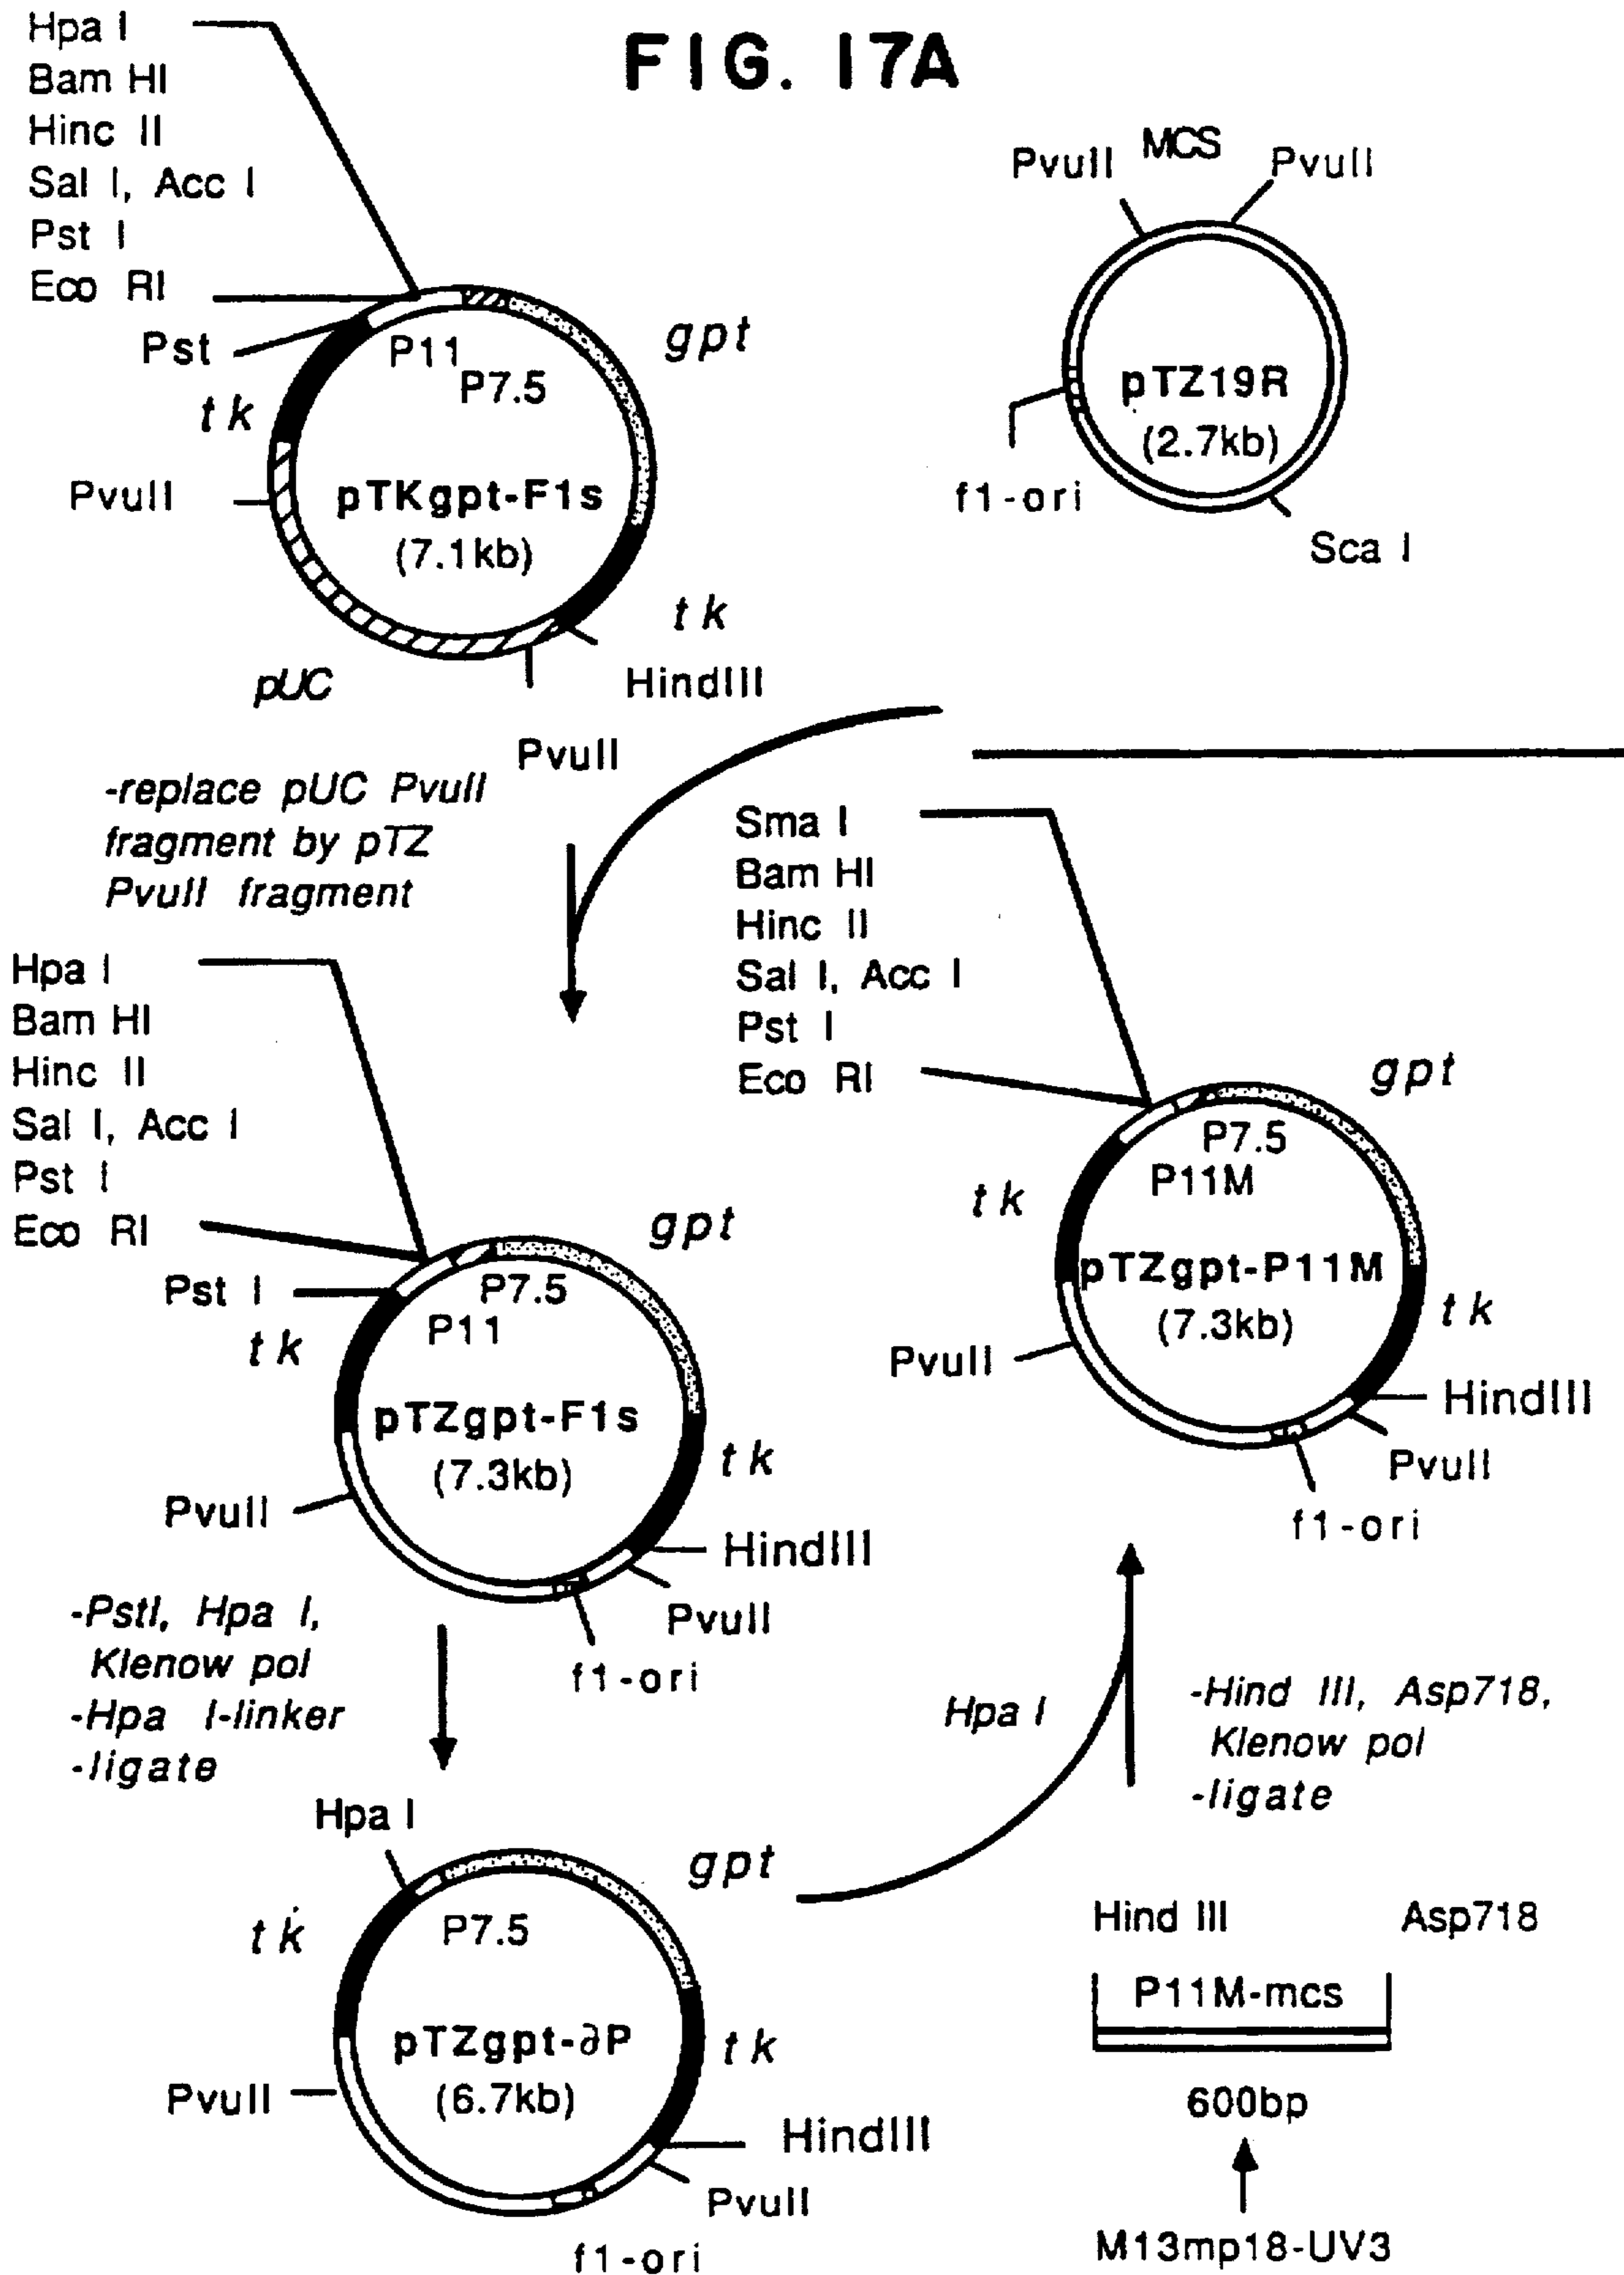 FIG. 17A
Hpa I
Bam HI
Hinc II
Sal I, Acc I
Pst I
Eco RI
Pst
tk
PvuII
pUC
P11
P7.5
gpt
pTKgpt-F1s
(7.1kb)
tk
HindIII
PvuII
PvuII
MCS
PvuII
pTZ19R
(2.7kb)
f1-ori
Sca I
-replace pUC PvuII
fragment by pTZ
PvuII fragment
Hpa I
Bam HI
Hinc II
Sal I, Acc I
Pst I
Eco RI
Pst I
tk
gpt
P7.5
P11
pTZgpt-F1s
(7.3kb)
tk
PvuII
HindIII
PvuII
f1-ori
Sma I
Bam HI
Hinc II
Sal I, Acc I
Pst I
Eco RI
gpt
P7.5
P11M
tk
pTZgpt-P11M
(7.3kb)
tk
PvuII
HindIII
PvuII
f1-ori
-PstI, Hpa I,
Klenow pol
-Hpa I-linker
-ligate
Hpa I
-Hind III, Asp718,
Klenow pol
-ligate
Hpa I
gpt
tk
P7.5
pTZgpt-∂P
(6.7kb)
tk
PvuII
HindIII
PvuII
f1-ori
Hind III
Asp718
P11M-mcs
600bp
M13mp18-UV3